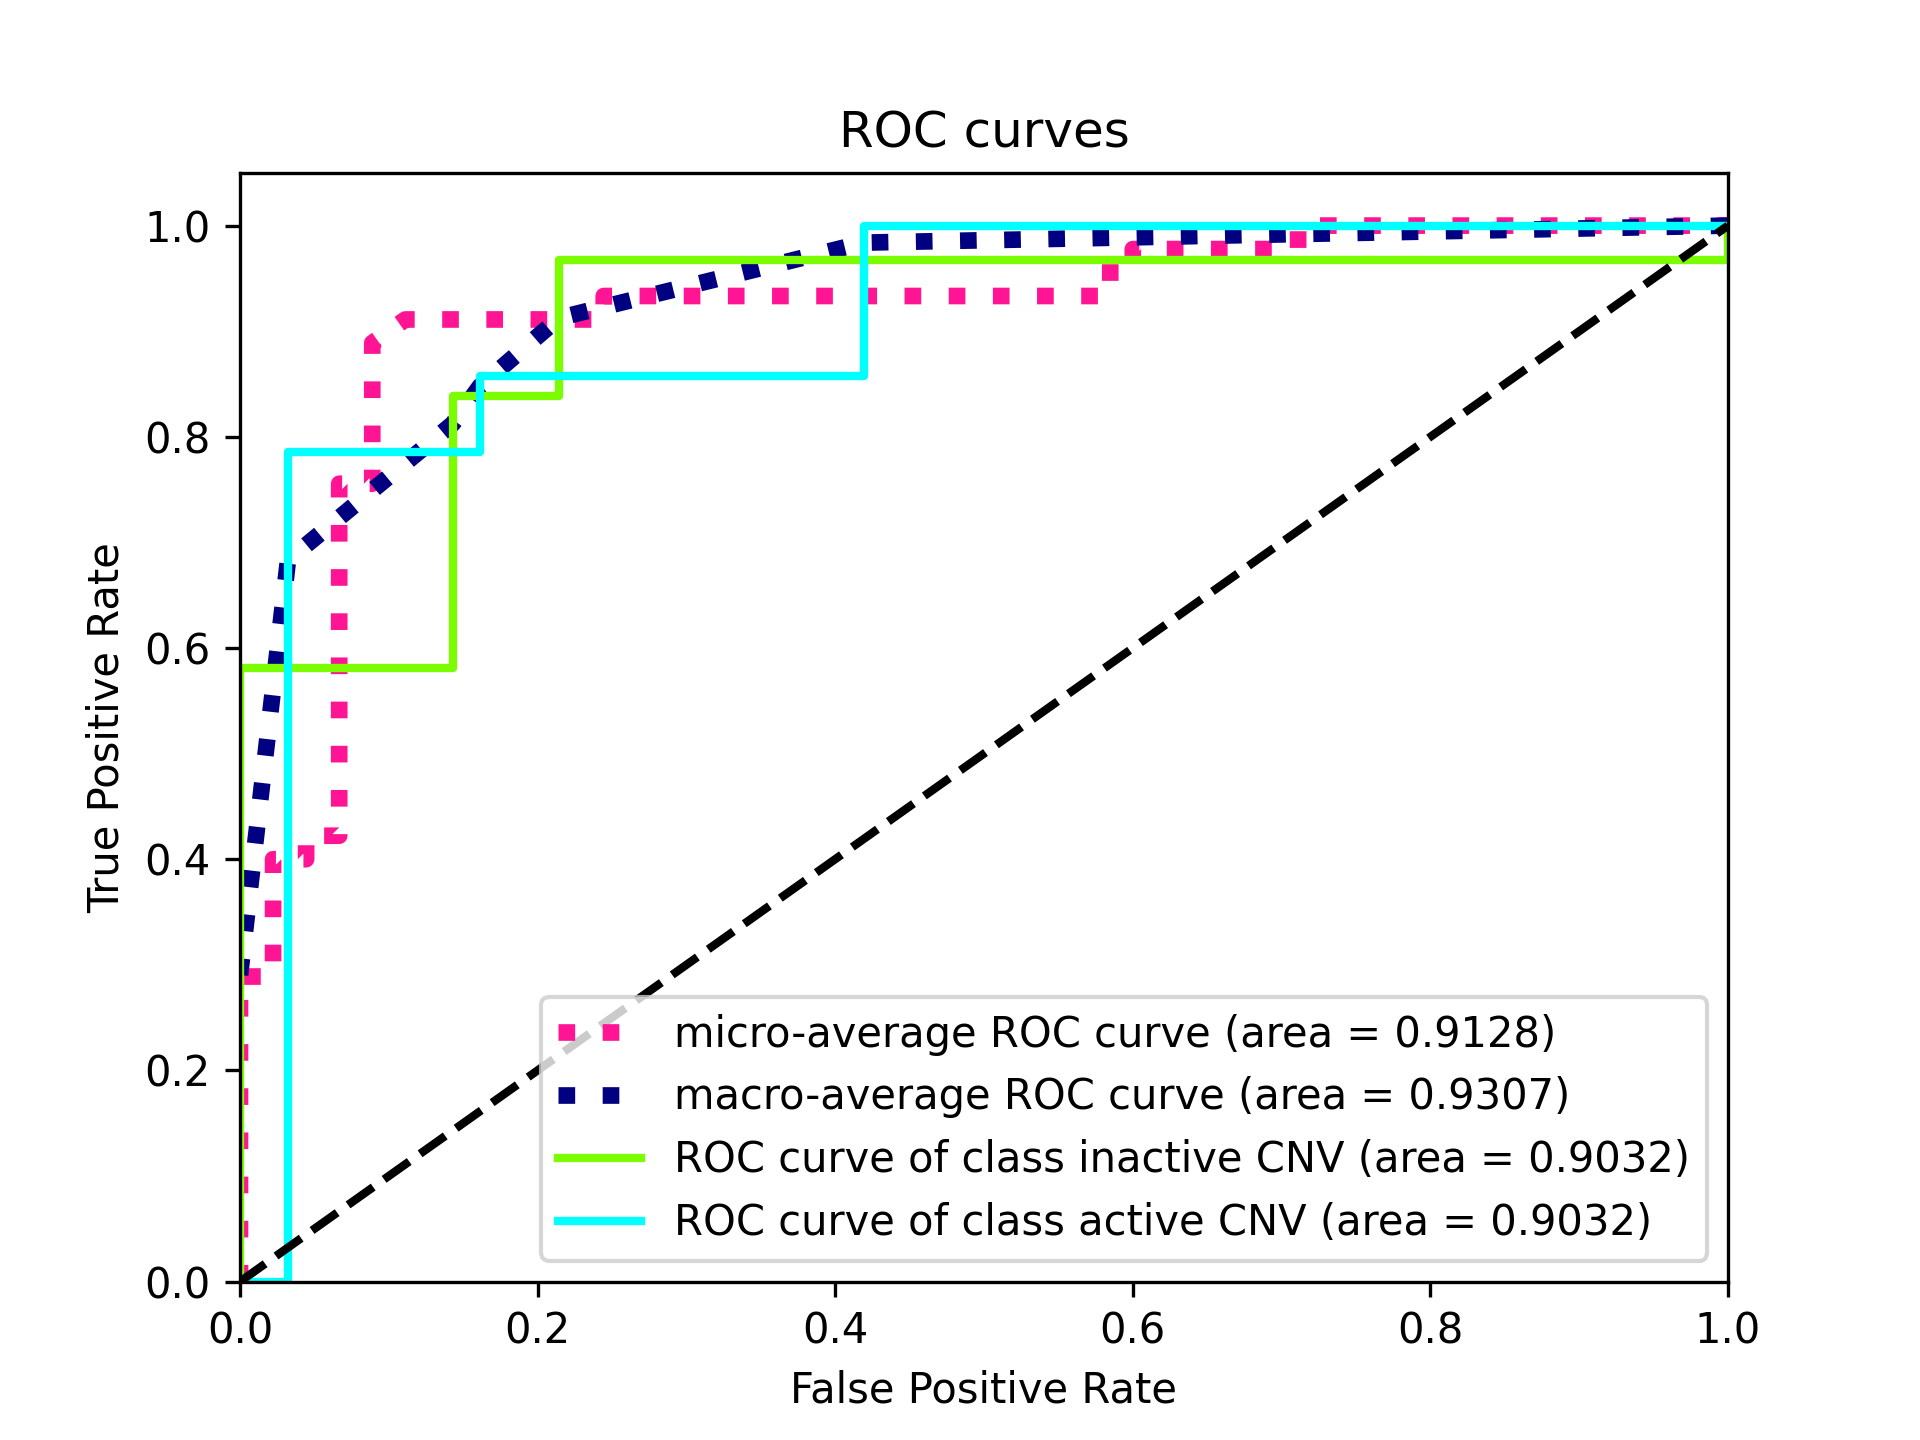 ROC curves
True Positive Rate
1.0
0.8
0.6
0.4
0.2
0.0
micro-average ROC curve (area = 0.9128)
macro-average ROC curve (area = 0.9307)
ROC curve of class inactive CNV (area = 0.9032)
ROC curve of class active CNV (area = 0.9032)
0.0 0.2 0.4 0.6 0.8 1.0
False Positive Rate